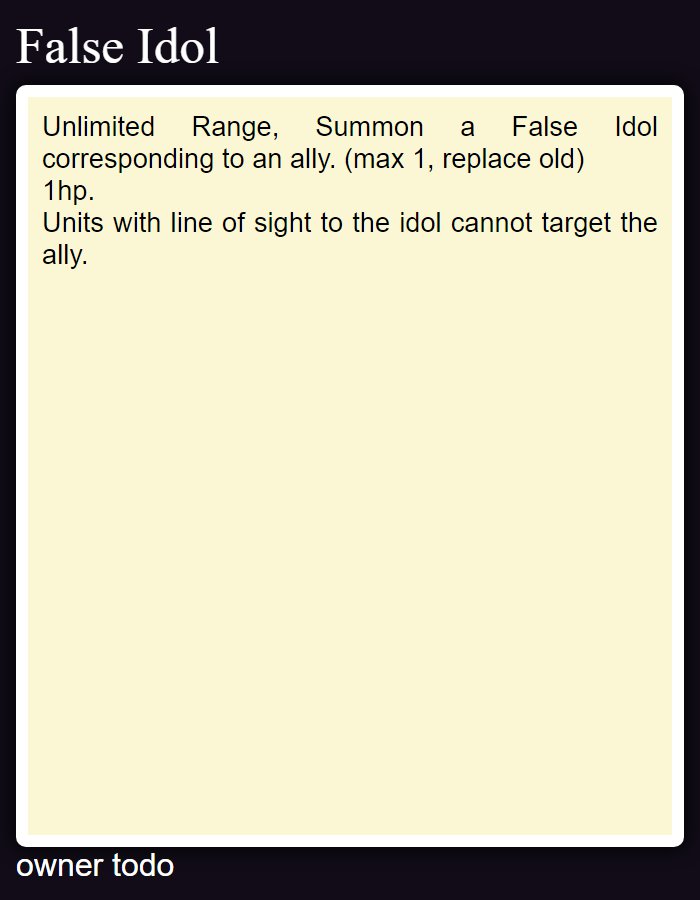 False Idol
Unlimited Range, Summon a False Idol
corresponding to an ally. (max 1, replace old)
1hp.
Units with line of sight to the idol cannot target the
ally.
owner todo